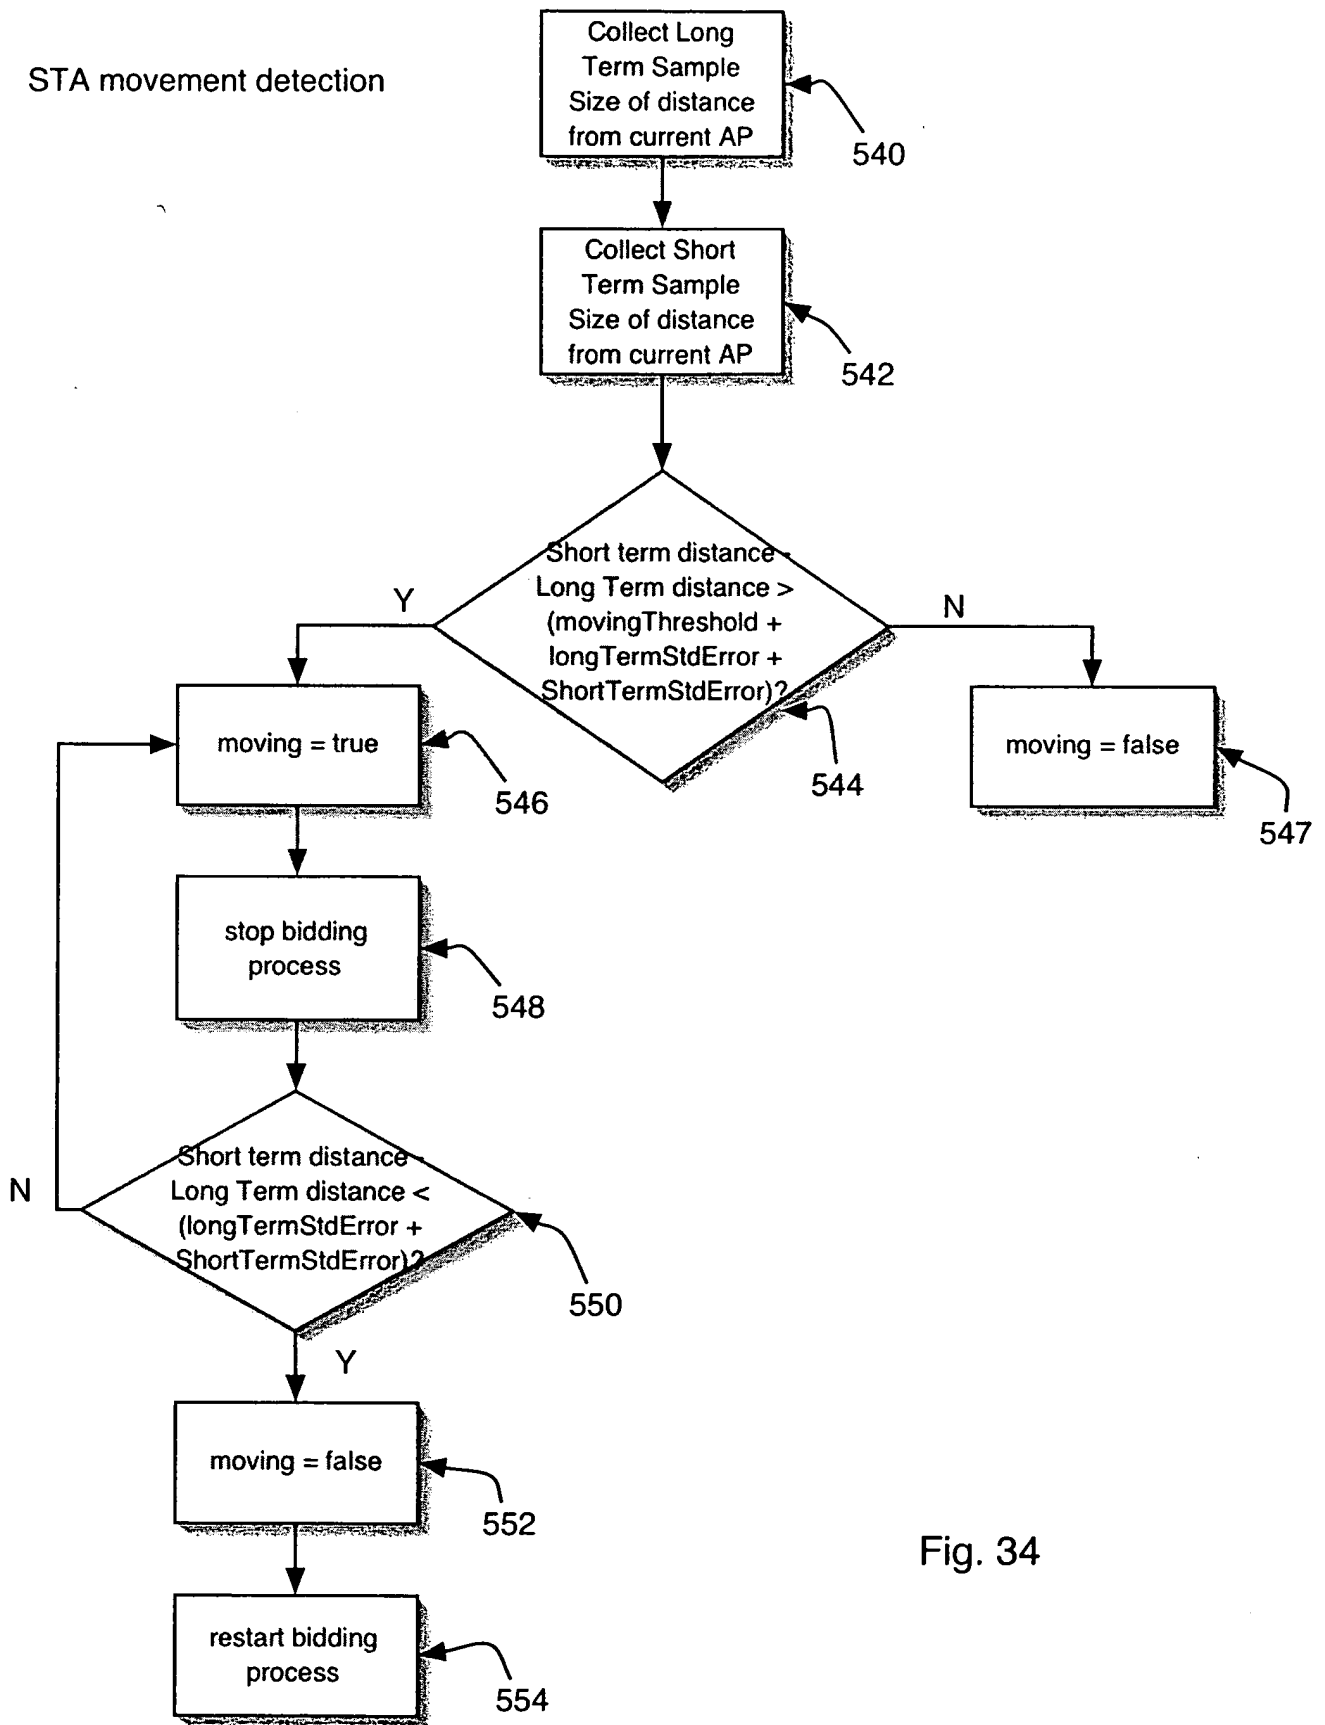 STA movement detection
Collect Long
Term Sample
Size of distance
from current AP
540
Collect Short
Term Sample
Size of distance
from current AP
542
Short term distance -
Long Term distance >
(movingThreshold +
longTermStdError +
ShortTermStdError)?
Y
N
544
moving = true
546
moving = false
547
stop bidding
process
548
Short term distance -
Long Term distance <
(longTermStdError +
ShortTermStdError)?
N
550
Y
moving = false
552
Fig. 34
restart bidding
process
554